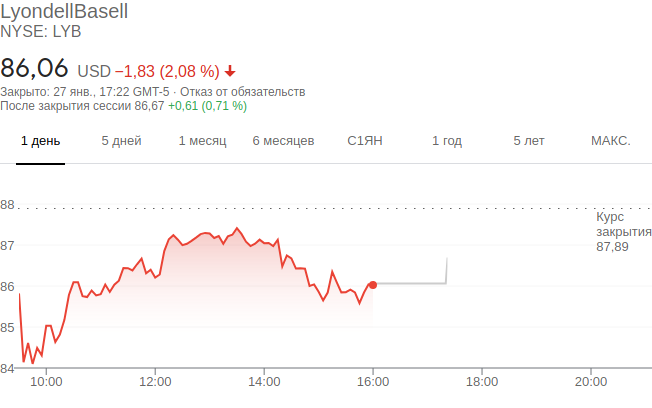 LyondellBasell
NYSE: LYB
86,06 USD −1,83 (2,08 %)
Закрыто: 27 янв., 17:22 GMT-5 · Отказ от обязательств
После закрытия сессии 86,67 +0,61 (0,71 %)
1 день 5 дней 1 месяц 6 месяцев С1ЯН 1 год 5 лет МАКС.
88
Курс
закрытия
87,89
87
86
85
84
10:00 12:00 14:00 16:00 18:00 20:00